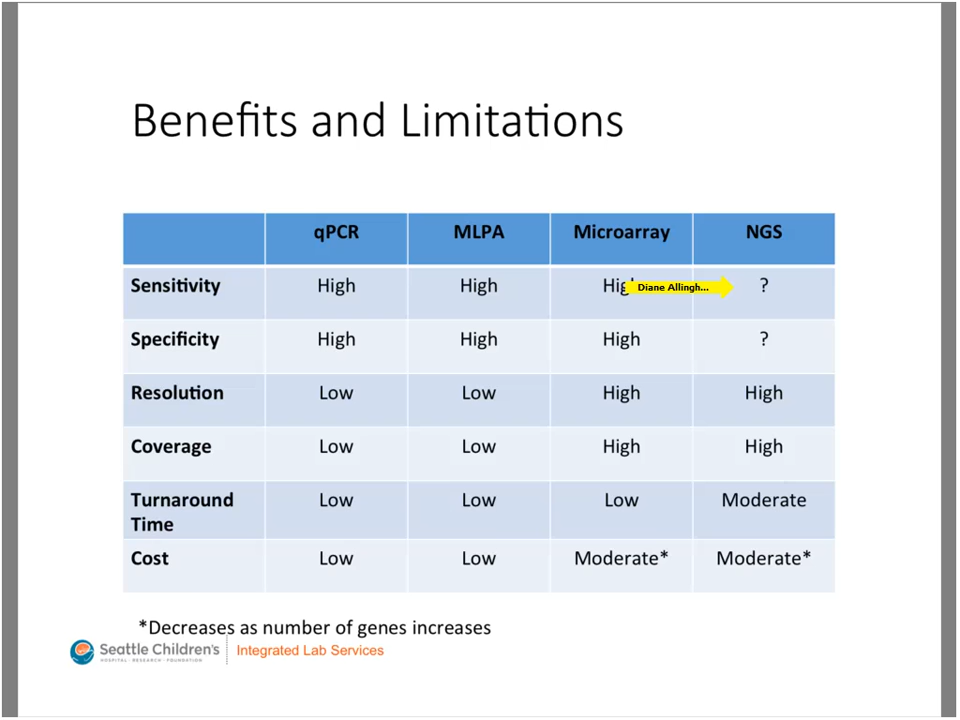 Benefits and Limitations
qPCR MLPA Microarray NGS
Sensitivity High High Hig Diane Allingh... ?
Specificity High High High ?
Resolution Low Low High High
Coverage Low Low High High
Turnaround Time Low Low Low Moderate
Cost Low Low Moderate* Moderate*
*Decreases as number of genes increases
Seattle Children's Integrated Lab Services
HOSPITAL • RESEARCH • FOUNDATION